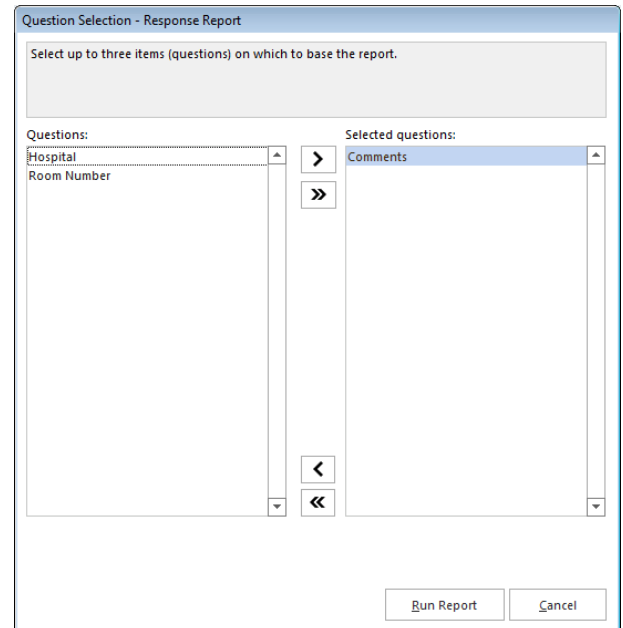 Question Selection - Response Report
Select up to three items (questions) on which to base the report.
Questions:
Selected questions:
Hospital
Comments
Room Number
Run Report
Cancel